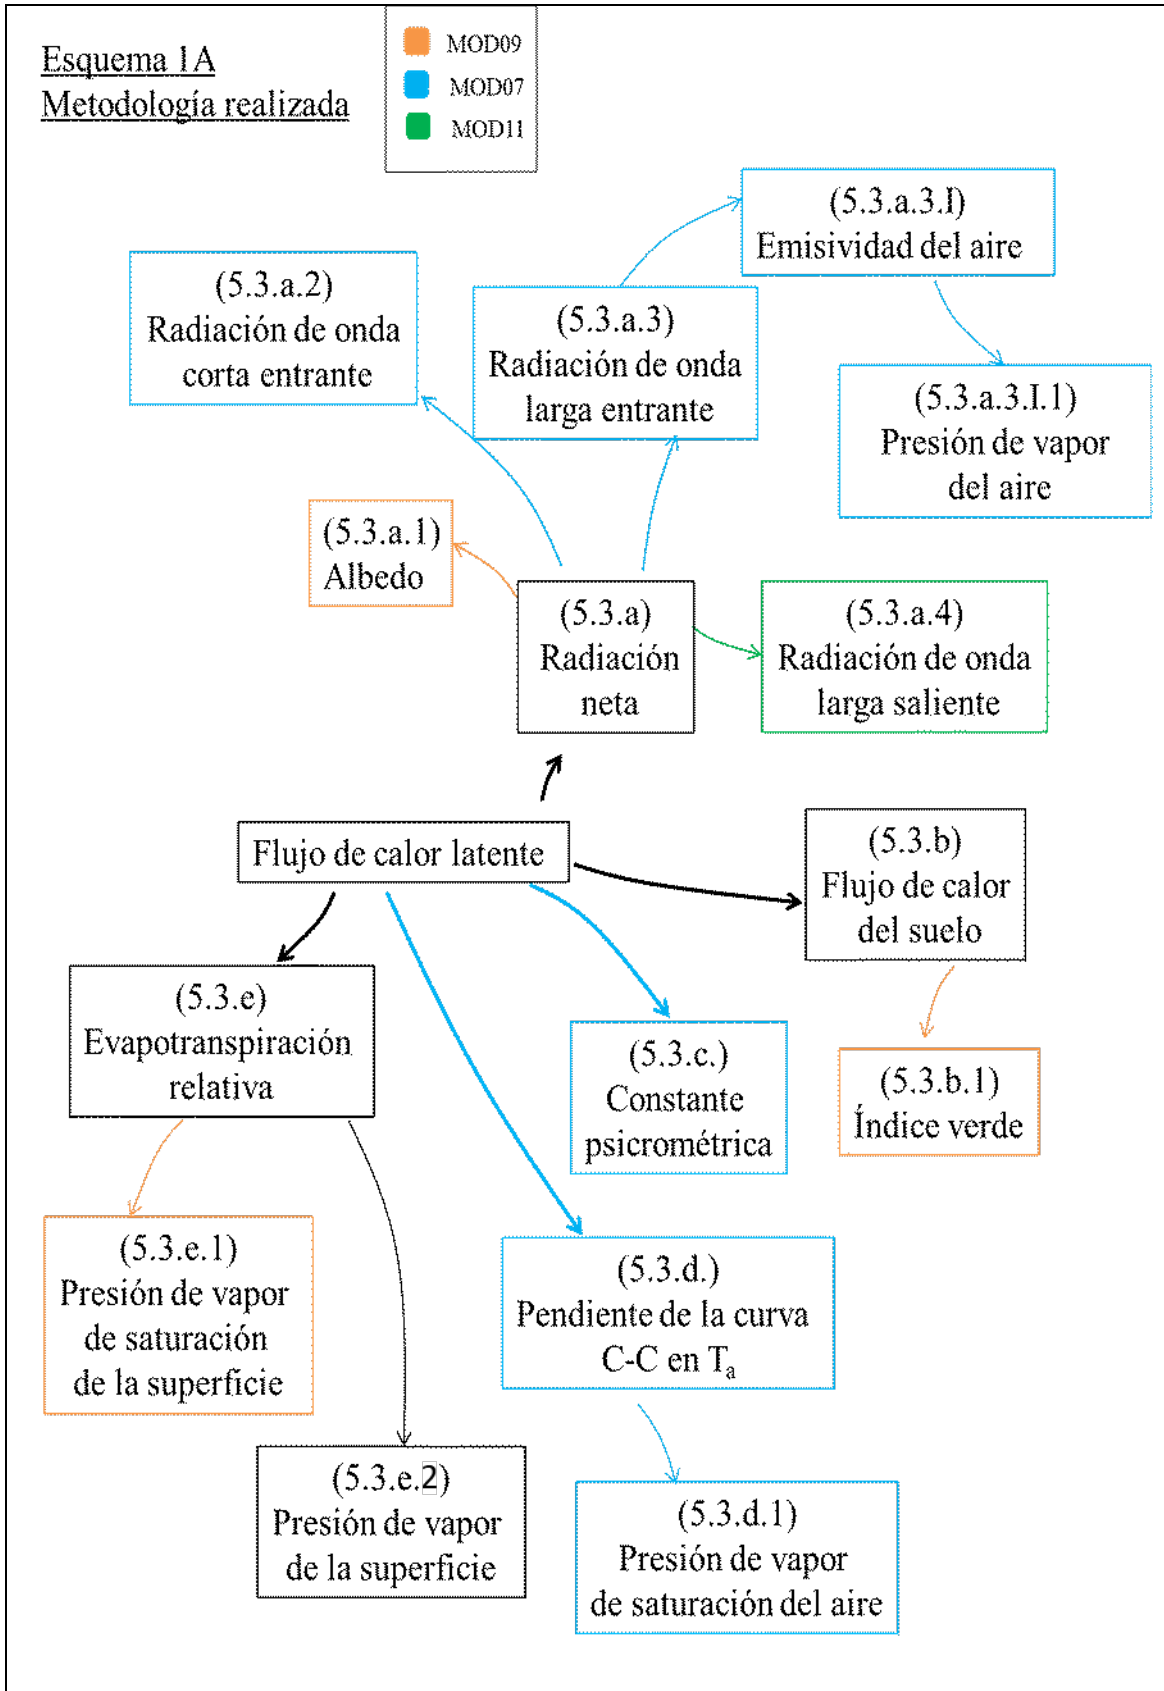 Esquema 1A
Metodología realizada
MOD09
MOD07
MOD11
(5.3.a.3.I)
Emisividad del aire
(5.3.a.2)
Radiación de onda
corta entrante
(5.3.a.3)
Radiación de onda
larga entrante
(5.3.a.3.I.1)
Presión de vapor
del aire
(5.3.a.1)
Albedo
(5.3.a)
Radiación
neta
(5.3.a.4)
Radiación de onda
larga saliente
Flujo de calor latente
(5.3.b)
Flujo de calor
del suelo
(5.3.e)
Evapotranspiración
relativa
(5.3.c.)
Constante
psicrométrica
(5.3.b.1)
Índice verde
(5.3.e.1)
Presión de vapor
de saturación
de la superficie
(5.3.d.)
Pendiente de la curva
C-C en Tₐ
(5.3.e.2)
Presión de vapor
de la superficie
(5.3.d.1)
Presión de vapor
de saturación del aire